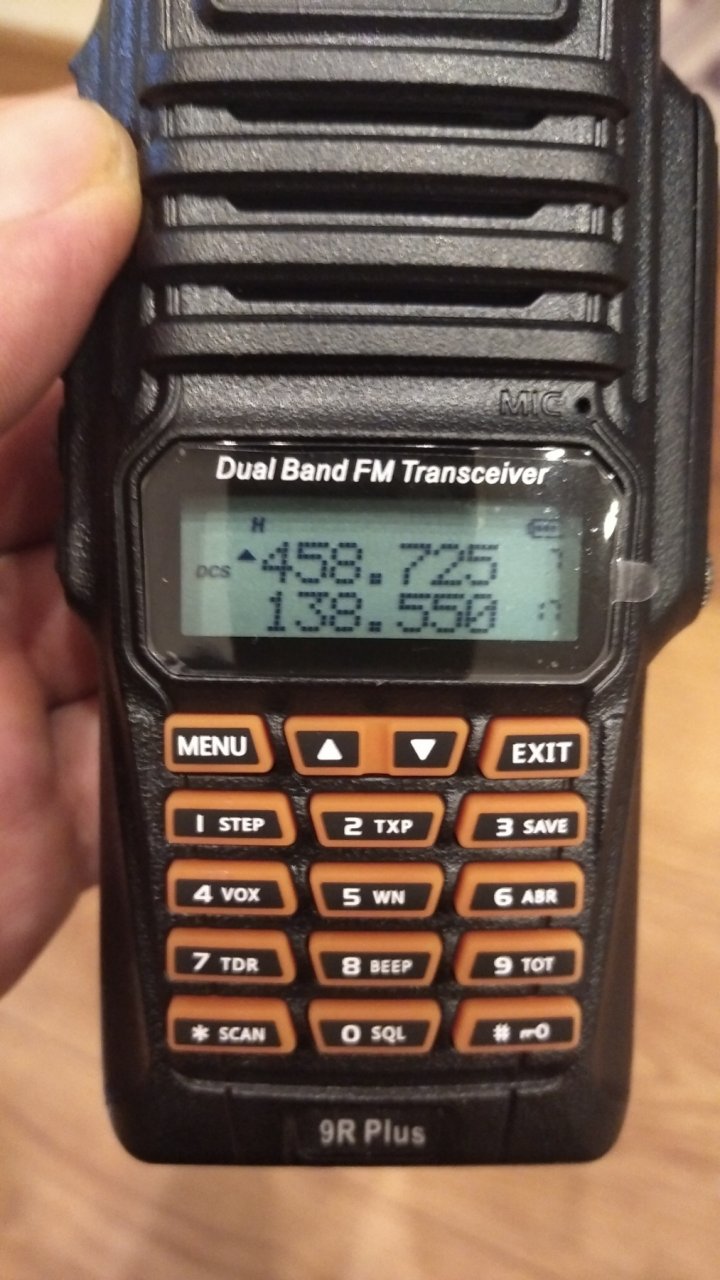 MIC
Dual Band FM Transceiver
H
DCS ▲458.725
138.550
MENU ▲ ▼ EXIT
1 STEP 2 TXP 3 SAVE
4 VOX 5 WN 6 ABR
7 TDR 8 BEEP 9 TOT
* SCAN 0 SQL #
9R Plus